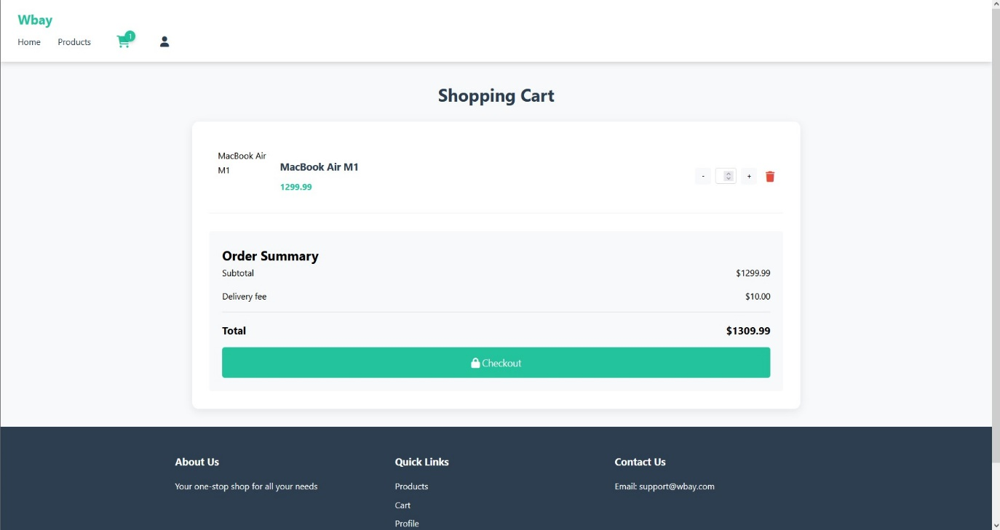 Wbay
Home Products 1
Shopping Cart
MacBook Air
M1
MacBook Air M1
1299.99
- +
Order Summary
Subtotal $1299.99
Delivery fee $10.00
Total $1309.99
Checkout
About Us Quick Links Contact Us
Your one-stop shop for all your needs Products Email: support@wbay.com
Cart
Profile